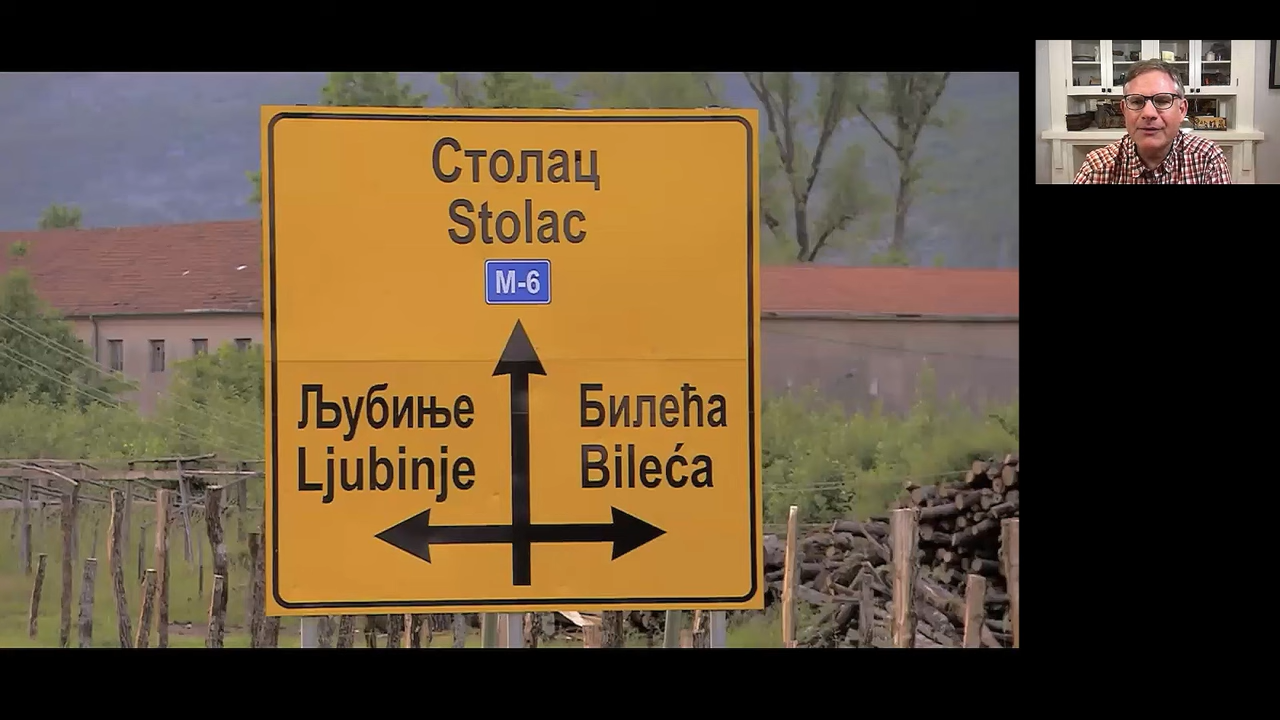 Столац
Stolac
M-6
Љубиње
Ljubinje
Билећа
Bileća